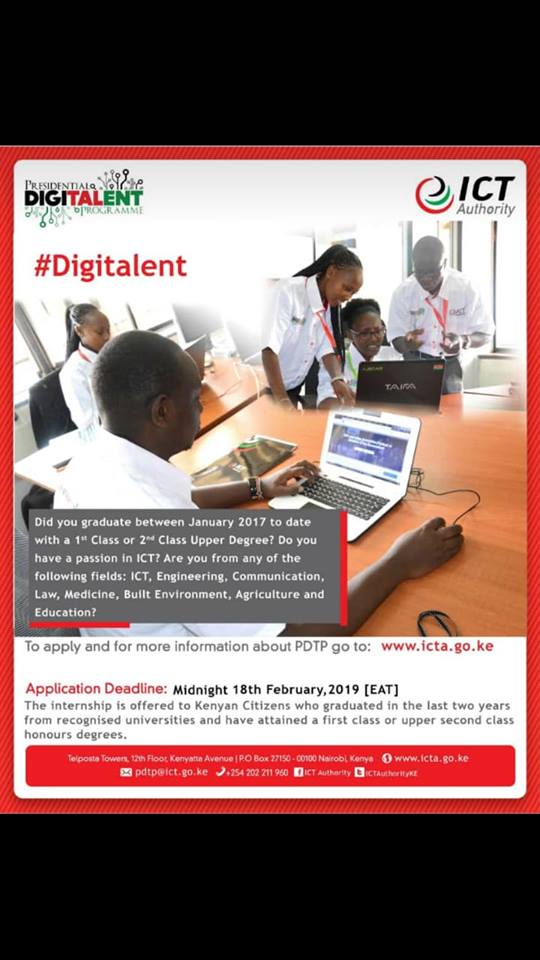 PRESIDENTIAL
DIGITALENT
PROGRAMME
ICT
Authority
#Digitalent
TAIFA
Did you graduate between January 2017 to date
with a 1st Class or 2nd Class Upper Degree? Do you
have a passion in ICT? Are you from any of the
following fields: ICT, Engineering, Communication,
Law, Medicine, Built Environment, Agriculture and
Education?
To apply and for more information about PDTP go to: www.icta.go.ke
Application Deadline: Midnight 18th February,2019 [EAT]
The internship is offered to Kenyan Citizens who graduated in the last two years
from recognised universities and have attained a first class or upper second class
honours degrees.
Telposta Towers, 12th Floor, Kenyatta Avenue | P.O Box 27150 - 00100 Nairobi, Kenya www.icta.go.ke
pdtp@ict.go.ke +254 202 211 960 ICT Authority ICTAuthorityKE